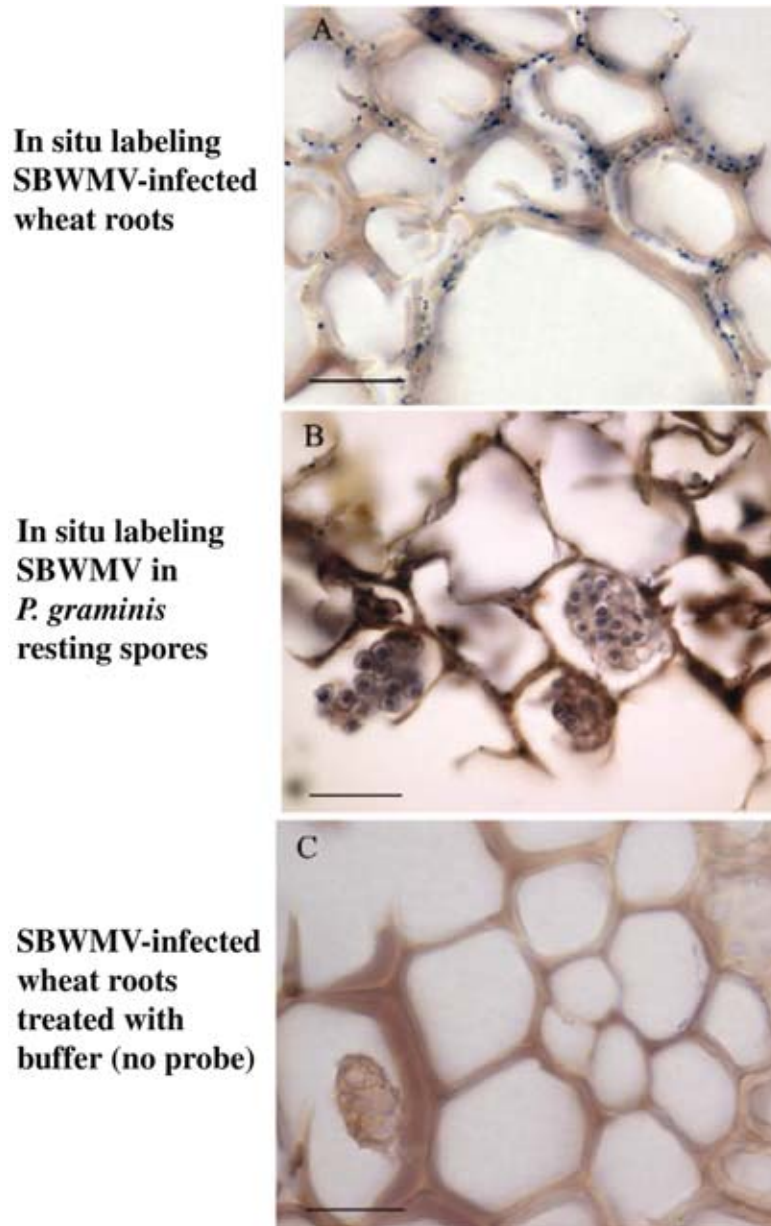 A
In situ labeling
SBWMV-infected
wheat roots
B
In situ labeling
SBWMV in
P. graminis
resting spores
C
SBWMV-infected
wheat roots
treated with
buffer (no probe)